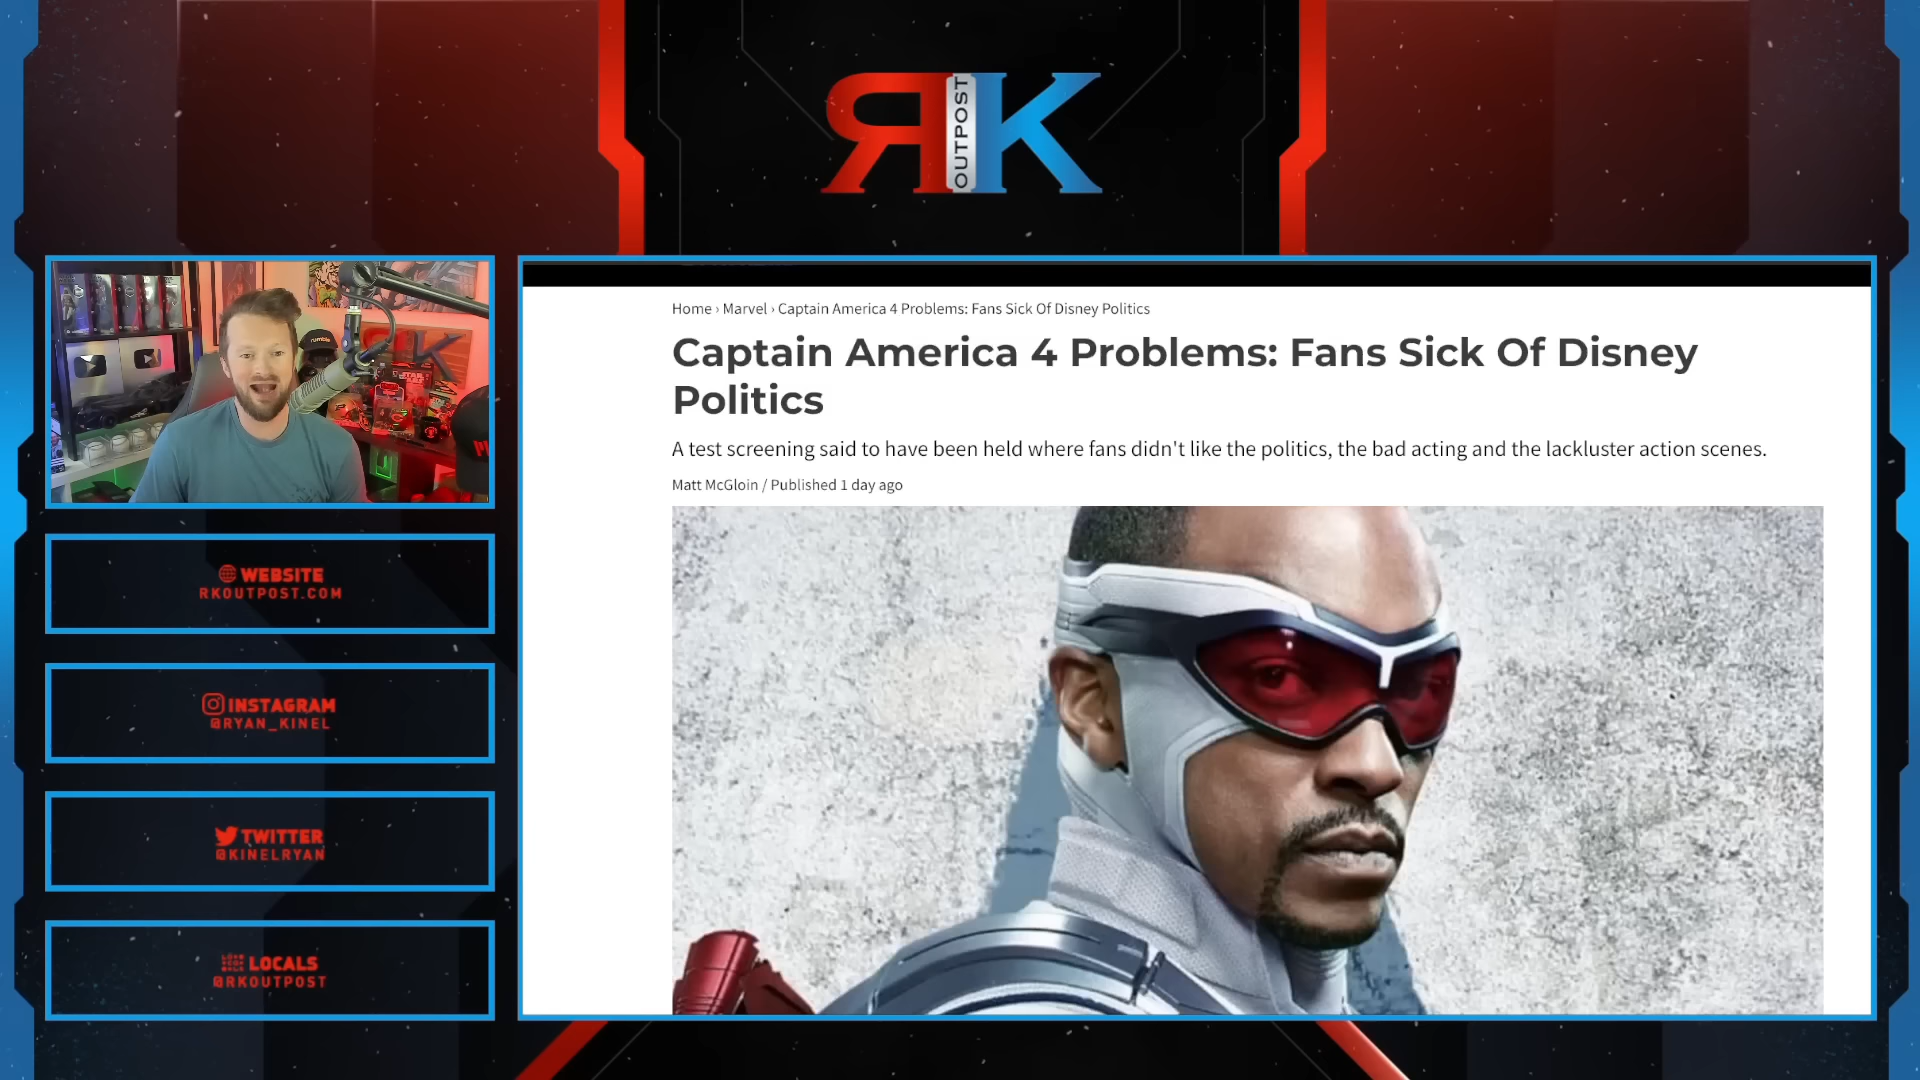 RK
OUTPOST
Home › Marvel › Captain America 4 Problems: Fans Sick Of Disney Politics
Captain America 4 Problems: Fans Sick Of Disney
Politics
A test screening said to have been held where fans didn't like the politics, the bad acting and the lackluster action scenes.
Matt McGloin / Published 1 day ago
rumble
WEBSITE
RKOUTPOST.COM
INSTAGRAM
@RYAN_KINEL
TWITTER
@KINELRYAN
LOCALS
@RKOUTPOST